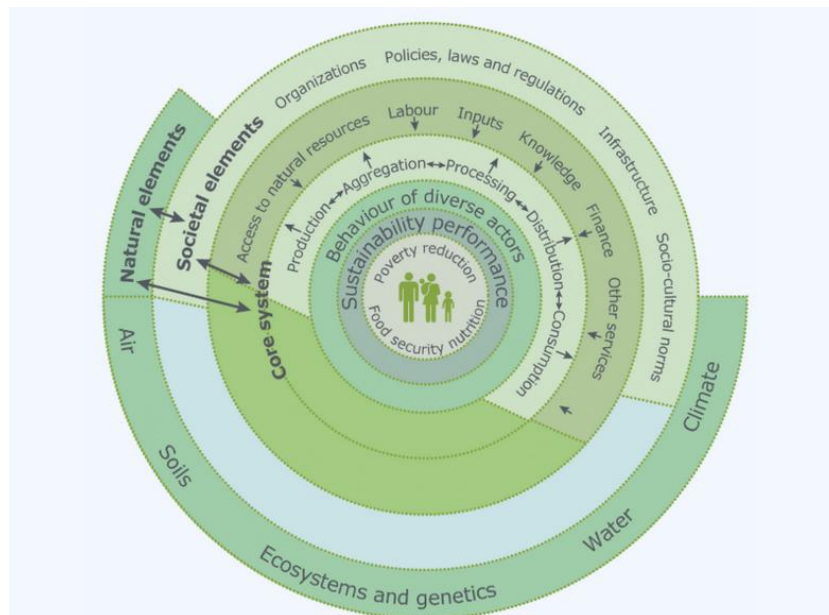 Natural elements
Societal elements
Core system
Organizations
Policies, laws and regulations
Infrastructure
Socio-cultural norms
Access to natural resources
Labour
Inputs
Knowledge
Finance
Other services
Production
Aggregation
Processing
Distribution
Consumption
Behaviour of diverse actors
Sustainability performance
Poverty reduction
Food security nutrition
Air
Soils
Ecosystems and genetics
Water
Climate